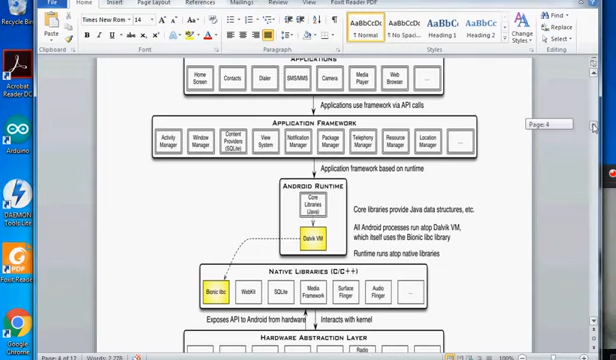 Recycle Bin
Acrobat
Reader DC
Arduino
DAEMON
Tools Lite
Foxit Reader
Google
Chrome
Home
Insert
Page Layout
References
Mailings
Review
View
Foxit Reader PDF
Paste
Times New Rom
14
AaBbCcDc
AaBbCcDc
AaBbC
AaBbCc
¶ Normal
¶ No Spaci...
Heading 1
Heading 2
Change
Styles
Find
Replace
Select
Clipboard
Font
Paragraph
Styles
Editing
Page: 4
APPLICATIONS
Home
Screen
Contacts
Dialer
SMS/MMS
Camera
Media
Player
Web
Browser
...
Applications use framework via API calls
APPLICATION FRAMEWORK
Activity
Manager
Window
Manager
Content
Providers
(SQLite)
View
System
Notification
Manager
Package
Manager
Telephony
Manager
Resource
Manager
Location
Manager
...
Application framework based on runtime
ANDROID RUNTIME
Core
Libraries
(Java)
Dalvik VM
Core libraries provide Java data structures, etc.
All Android processes run atop Dalvik VM,
which itself uses the Bionic libc library
Runtime runs atop native libraries
NATIVE LIBRARIES (C/C++)
Bionic libc
WebKit
SQLite
Media
Framework
Surface
Flinger
Audio
Flinger
...
Exposes API to Android from hardware
Interacts with kernel
HARDWARE ABSTRACTION LAYER
Radio
Page: 4 of 17
Words: 2,278
100%